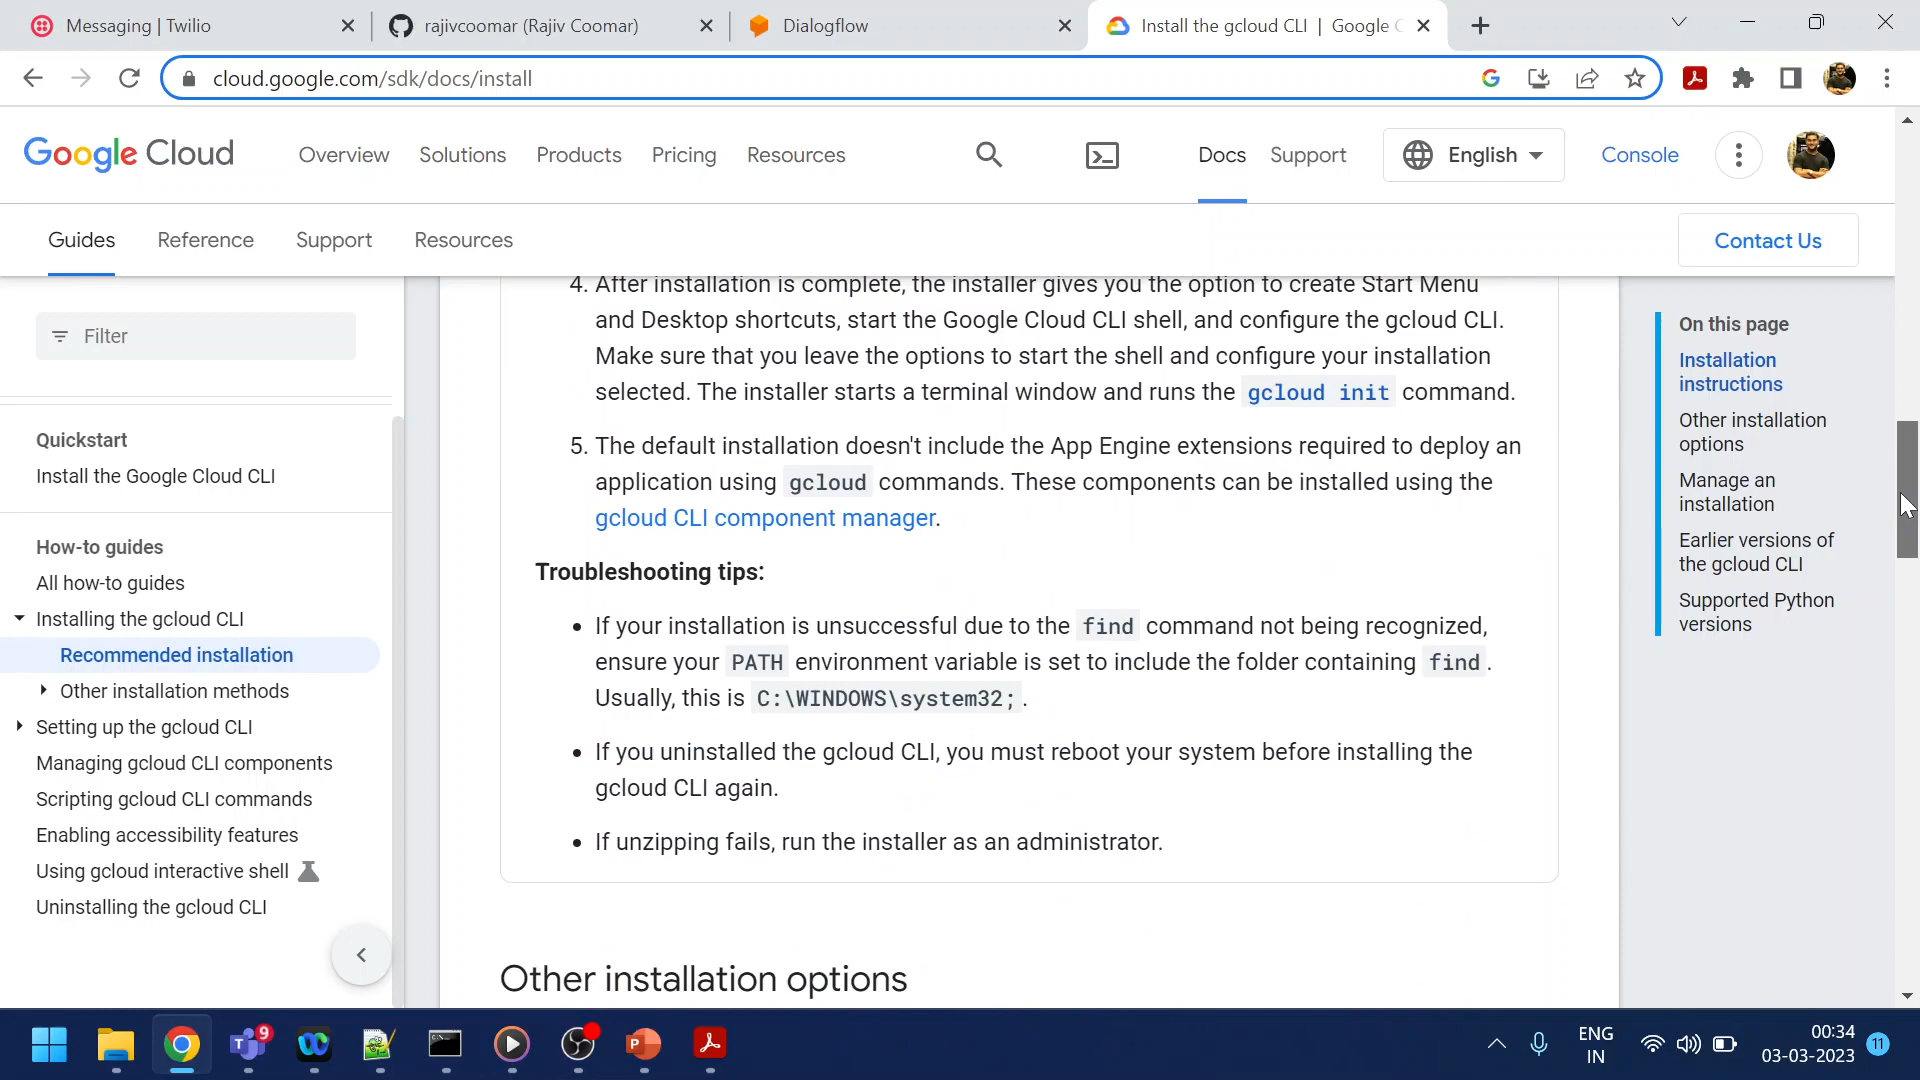 Messaging | Twilio
rajivcoomar (Rajiv Coomar)
Dialogflow
Install the gcloud CLI | Google C
cloud.google.com/sdk/docs/install
Google Cloud
Overview
Solutions
Products
Pricing
Resources
Docs
Support
English
Console
Guides
Reference
Support
Resources
Contact Us
Filter
Quickstart
Install the Google Cloud CLI
How-to guides
All how-to guides
Installing the gcloud CLI
Recommended installation
Other installation methods
Setting up the gcloud CLI
Managing gcloud CLI components
Scripting gcloud CLI commands
Enabling accessibility features
Using gcloud interactive shell
Uninstalling the gcloud CLI
4. After installation is complete, the installer gives you the option to create Start Menu
and Desktop shortcuts, start the Google Cloud CLI shell, and configure the gcloud CLI.
Make sure that you leave the options to start the shell and configure your installation
selected. The installer starts a terminal window and runs the gcloud init command.
5. The default installation doesn't include the App Engine extensions required to deploy an
application using gcloud commands. These components can be installed using the
gcloud CLI component manager.
Troubleshooting tips:
• If your installation is unsuccessful due to the find command not being recognized,
ensure your PATH environment variable is set to include the folder containing find.
Usually, this is C:\WINDOWS\system32;.
• If you uninstalled the gcloud CLI, you must reboot your system before installing the
gcloud CLI again.
• If unzipping fails, run the installer as an administrator.
Other installation options
On this page
Installation
instructions
Other installation
options
Manage an
installation
Earlier versions of
the gcloud CLI
Supported Python
versions
9
P
ENG
IN
00:34
03-03-2023
11